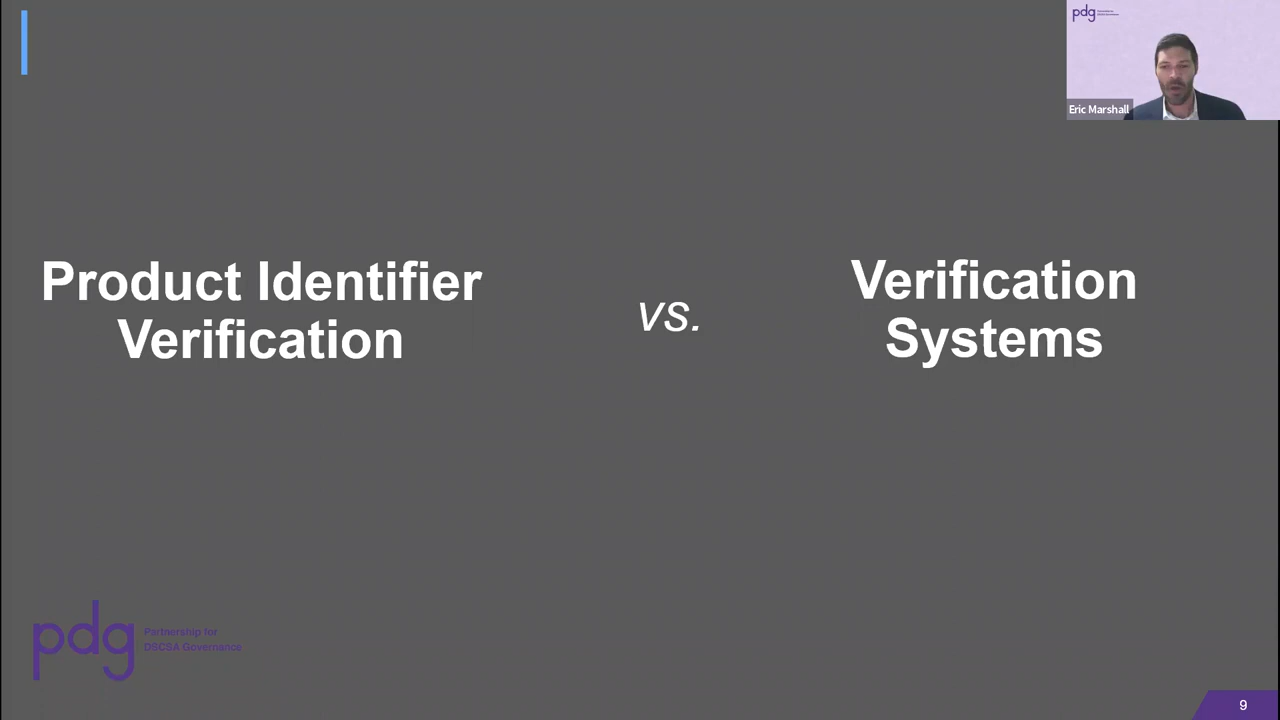 pdg
Eric Marshall
Product Identifier
Verification
vs.
Verification
Systems
pdg
Partnership for
DSCSA Governance
9